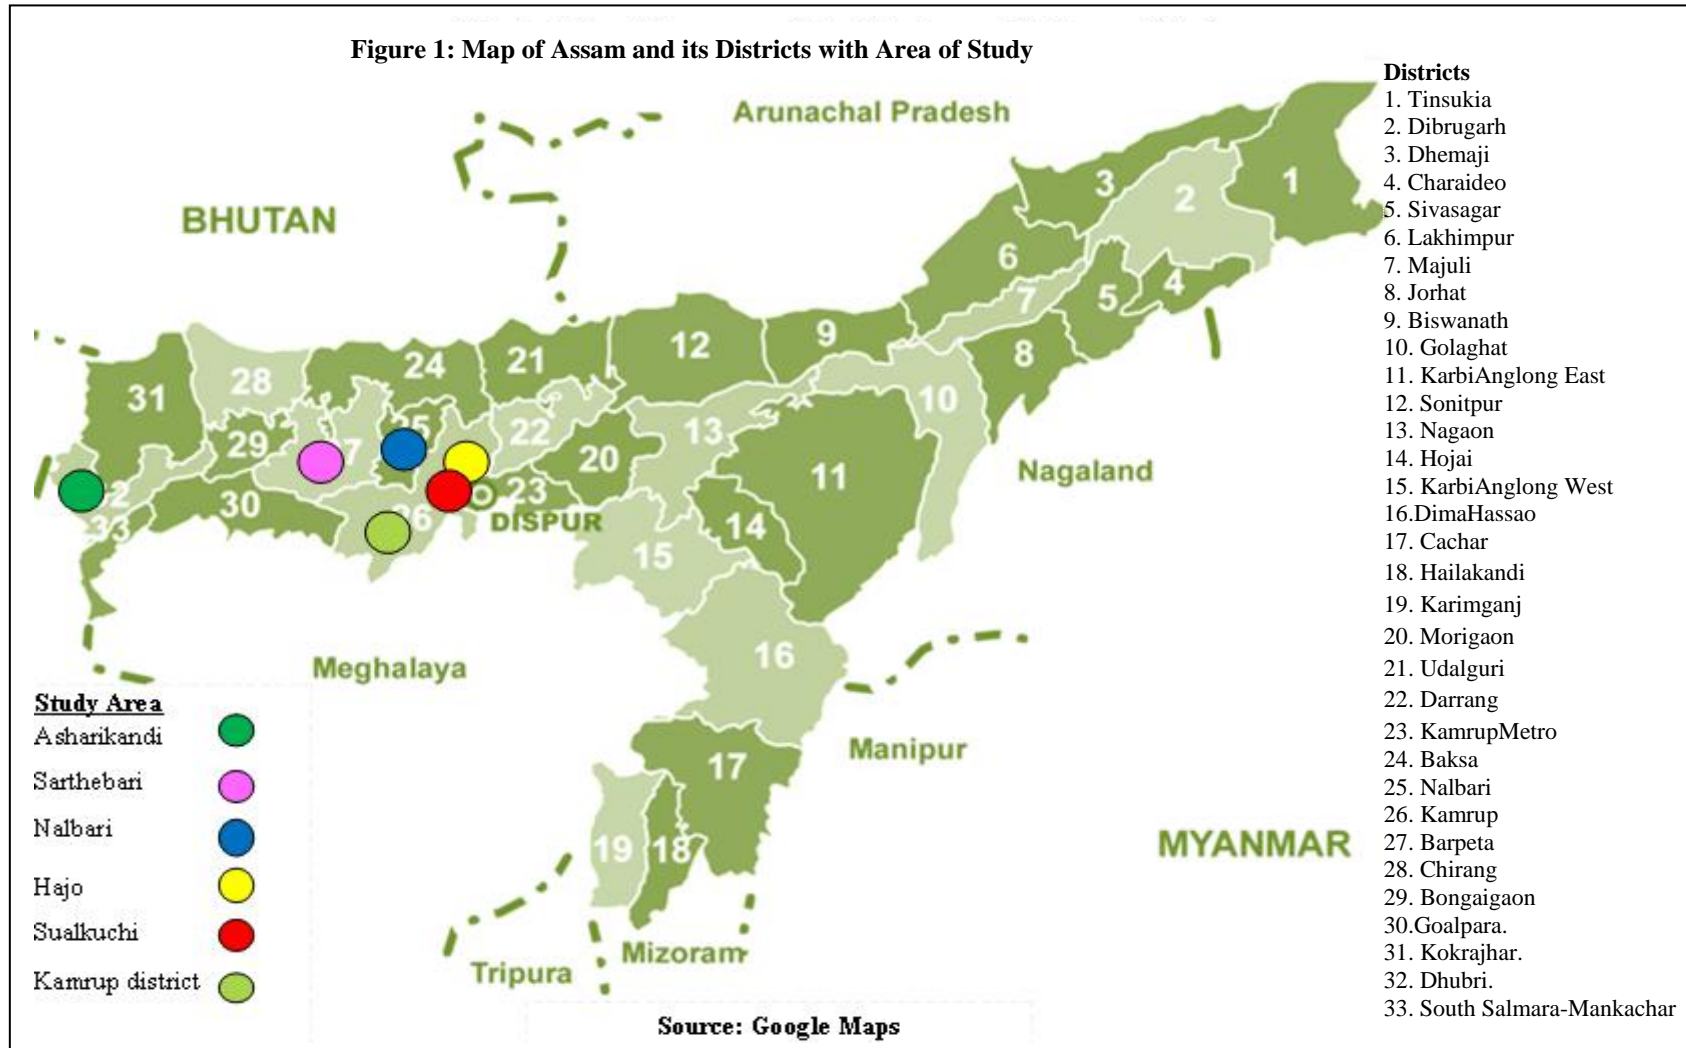 Figure 1: Map of Assam and its Districts with Area of Study
Arunachal Pradesh
BHUTAN
Nagaland
DISPUR
Meghalaya
Manipur
MYANMAR
Mizoram
Tripura
3
2
1
6
7
5
4
12
9
8
24
21
28
31
10
22
13
29
20
11
23
30
26
33
14
15
16
17
19
18
Study Area
Asharikandi
Sarthebari
Nalbari
Hajo
Sualkuchi
Kamrup district
Source: Google Maps
Districts
1. Tinsukia
2. Dibrugarh
3. Dhemaji
4. Charaideo
5. Sivasagar
6. Lakhimpur
7. Majuli
8. Jorhat
9. Biswanath
10. Golaghat
11. KarbiAnglong East
12. Sonitpur
13. Nagaon
14. Hojai
15. KarbiAnglong West
16.DimaHassao
17. Cachar
18. Hailakandi
19. Karimganj
20. Morigaon
21. Udalguri
22. Darrang
23. KamrupMetro
24. Baksa
25. Nalbari
26. Kamrup
27. Barpeta
28. Chirang
29. Bongaigaon
30.Goalpara.
31. Kokrajhar.
32. Dhubri.
33. South Salmara-Mankachar